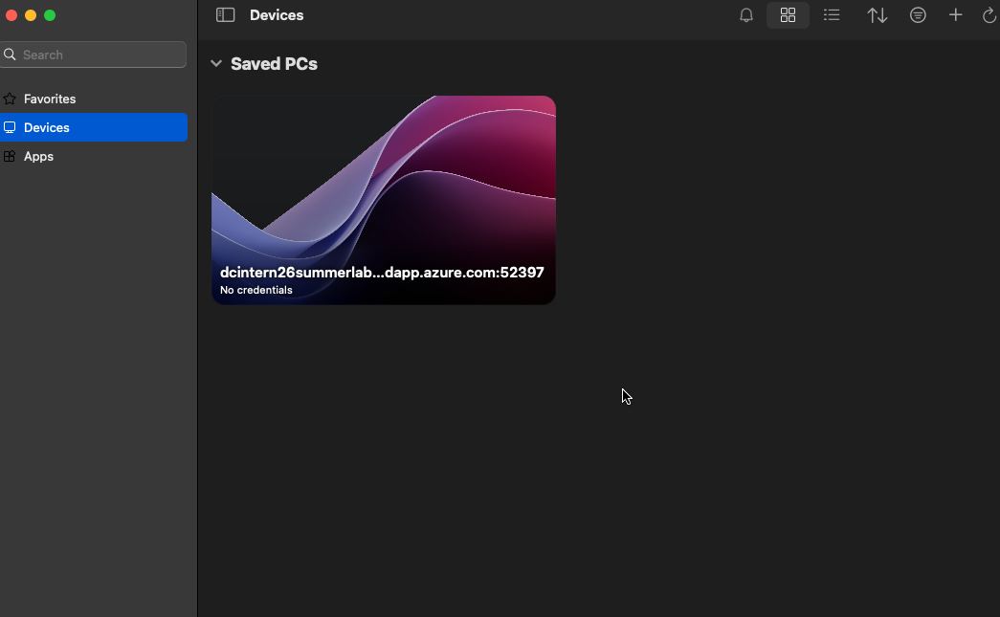 Devices
Search
Favorites
Devices
Apps
Saved PCs
dcintern26summerlab...dapp.azure.com:52397
No credentials